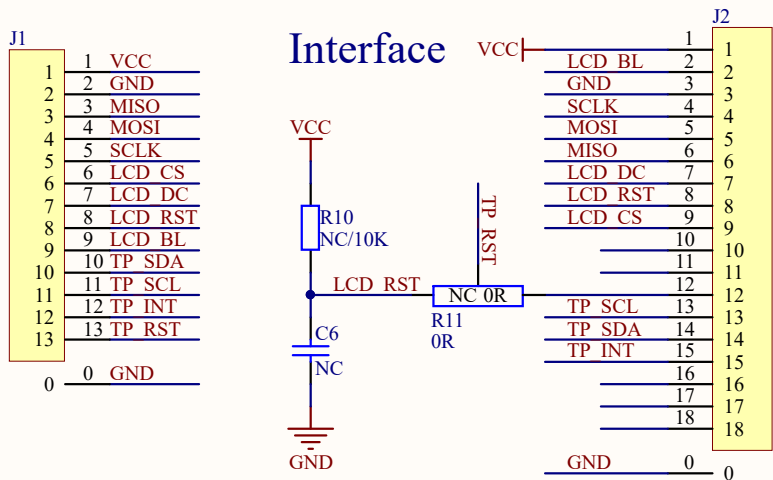 Interface
J1
1 1 VCC
2 2 GND
3 3 MISO
4 4 MOSI
5 5 SCLK
6 6 LCD_CS
7 7 LCD_DC
8 8 LCD_RST
9 9 LCD_BL
10 10 TP_SDA
11 11 TP_SCL
12 12 TP_INT
13 13 TP_RST
0 0 GND
VCC
R10
NC/10K
LCD_RST
C6
NC
GND
TP_RST
NC 0R
R11
0R
J2
VCC 1 1
LCD_BL 2 2
GND 3 3
SCLK 4 4
MOSI 5 5
MISO 6 6
LCD_DC 7 7
LCD_RST 8 8
LCD_CS 9 9
10 10
11 11
12 12
TP_SCL 13 13
TP_SDA 14 14
TP_INT 15 15
16 16
17 17
18 18
GND 0 0